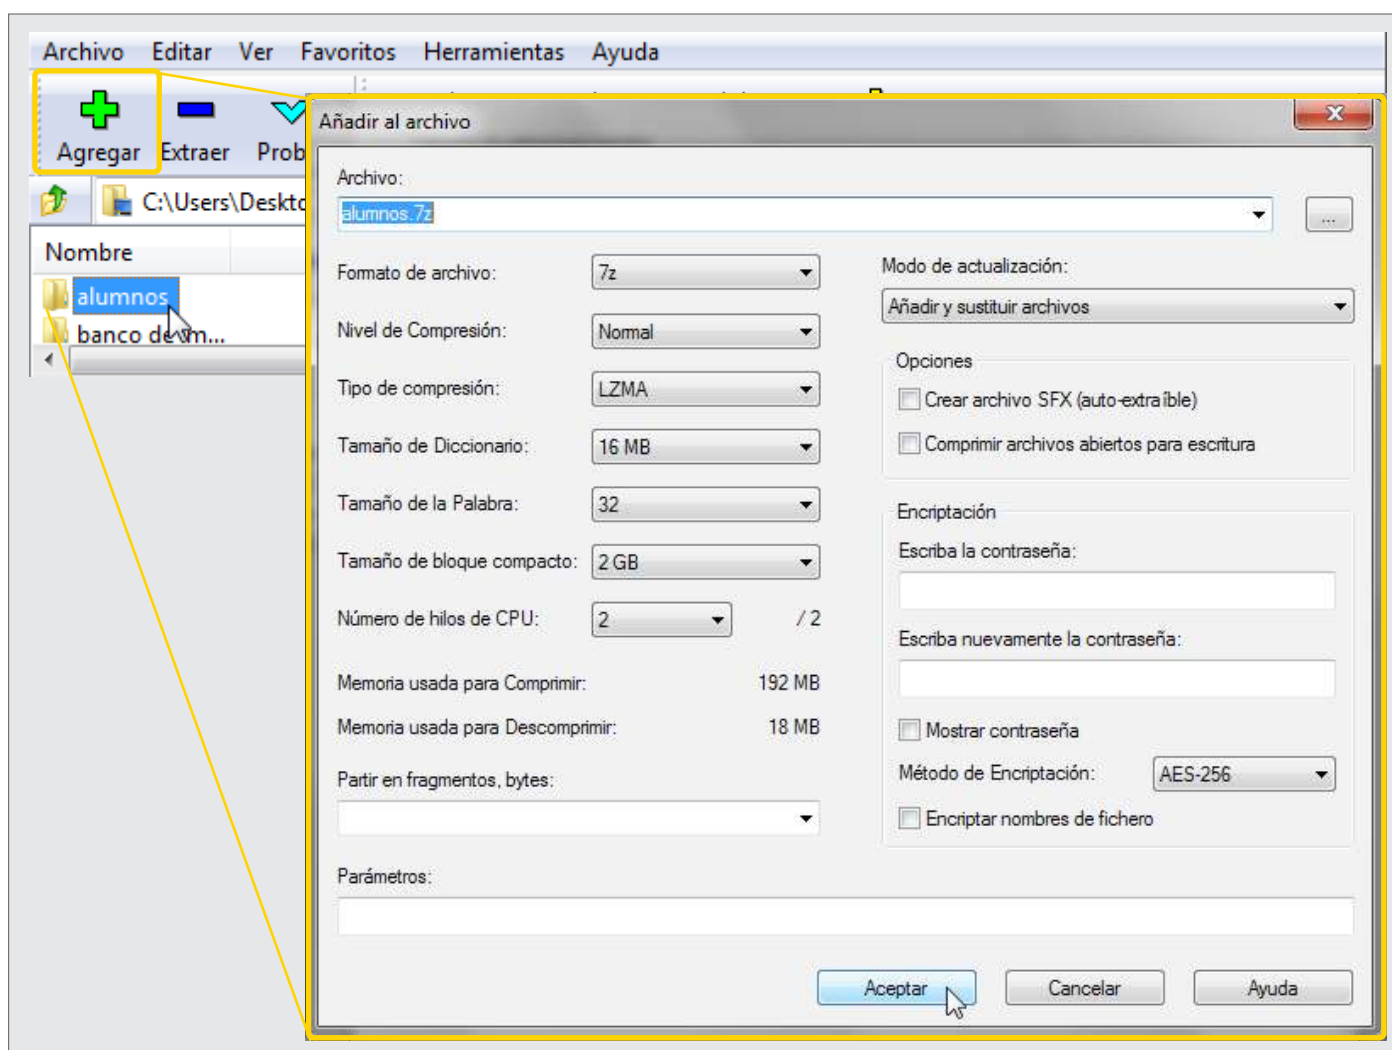 Archivo Editar Ver Favoritos Herramientas Ayuda
Agregar Extraer Prob
C:\Users\Deskto
Nombre
alumnos
banco de m...
Añadir al archivo
Archivo:
alumnos.7z
...
Formato de archivo: 7z
Nivel de Compresión: Normal
Tipo de compresión: LZMA
Tamaño de Diccionario: 16 MB
Tamaño de la Palabra: 32
Tamaño de bloque compacto: 2 GB
Número de hilos de CPU: 2 / 2
Memoria usada para Comprimir: 192 MB
Memoria usada para Descomprimir: 18 MB
Partir en fragmentos, bytes:
Modo de actualización:
Añadir y sustituir archivos
Opciones
Crear archivo SFX (auto-extraíble)
Comprimir archivos abiertos para escritura
Encriptación
Escriba la contraseña:
Escriba nuevamente la contraseña:
Mostrar contraseña
Método de Encriptación: AES-256
Encriptar nombres de fichero
Parámetros:
Aceptar Cancelar Ayuda